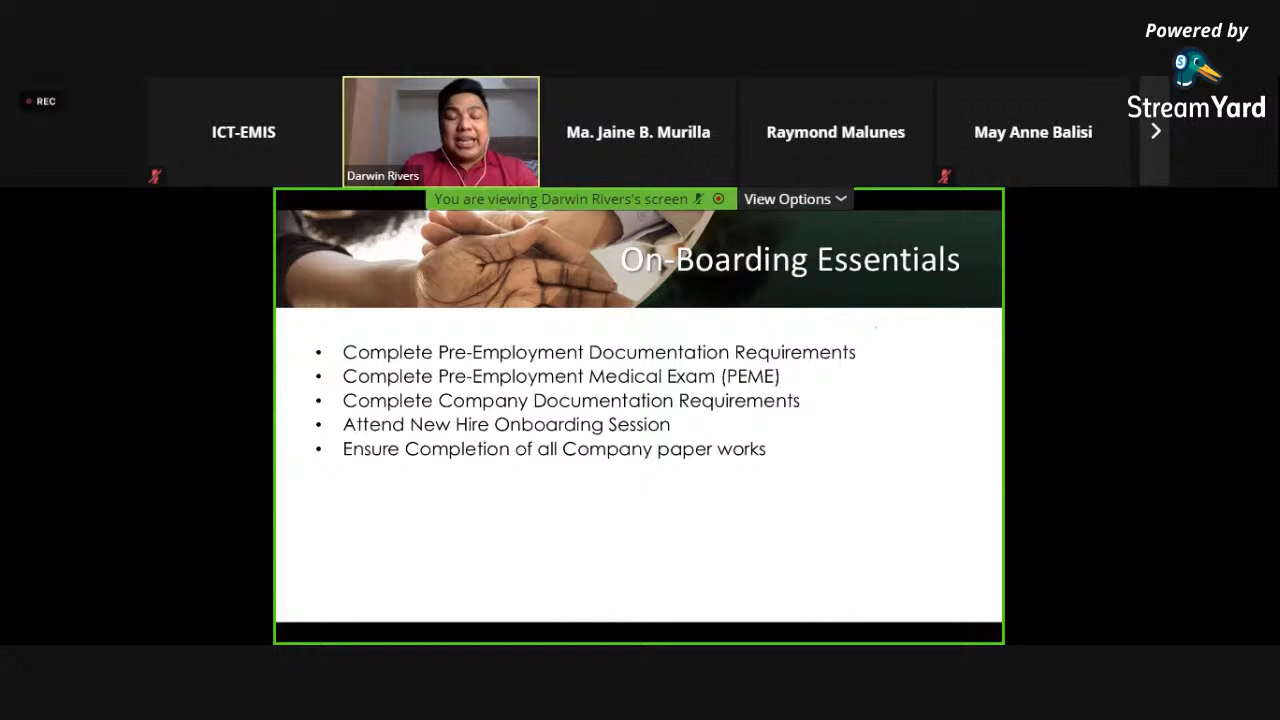 Powered by
StreamYard
REC
ICT-EMIS
Darwin Rivers
Ma. Jaine B. Murilla
Raymond Malunes
May Anne Balisi
You are viewing Darwin Rivers's screen
View Options
On-Boarding Essentials
• Complete Pre-Employment Documentation Requirements
• Complete Pre-Employment Medical Exam (PEME)
• Complete Company Documentation Requirements
• Attend New Hire Onboarding Session
• Ensure Completion of all Company paper works